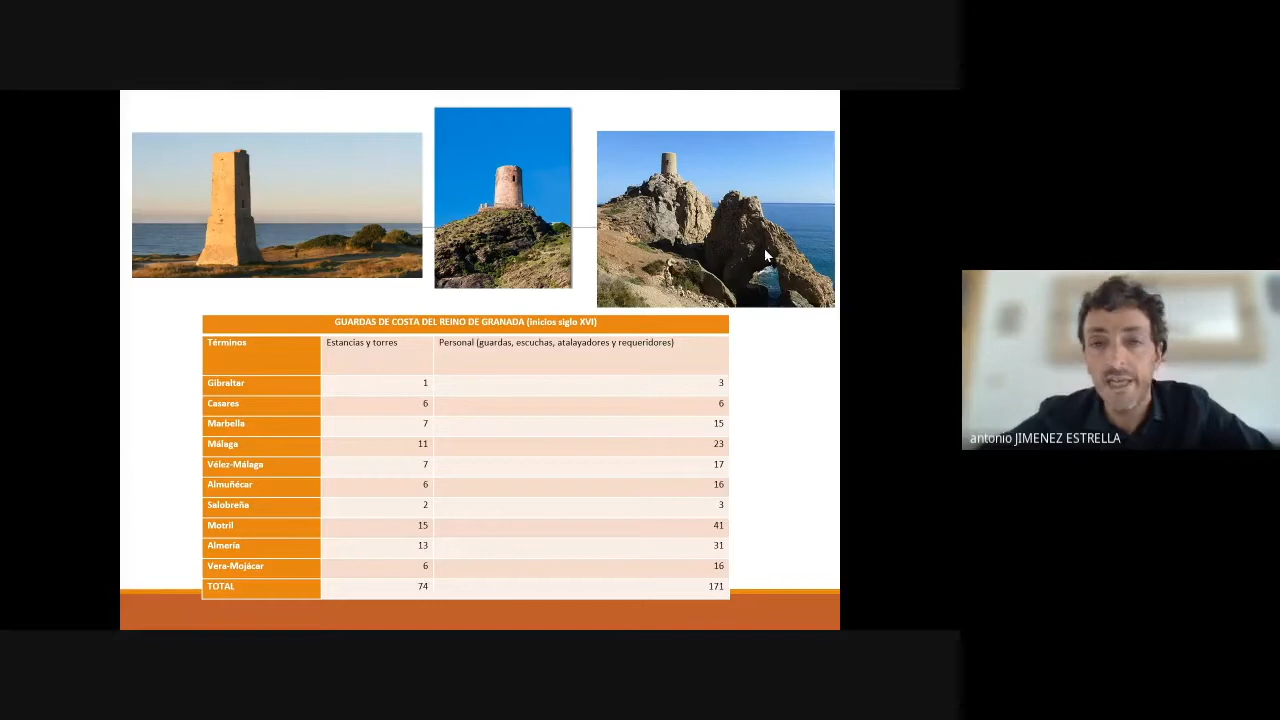 GUARDAS DE COSTA DEL REINO DE GRANADA (inicios siglo XVI)
Términos Estancias y torres Personal (guardas, escuchas, atalayadores y requeridores)
Gibraltar 1 3
Casares 6 6
Marbella 7 15
Málaga 11 23
Vélez-Málaga 7 17
Almuñécar 6 16
Salobreña 2 3
Motril 15 41
Almería 13 31
Vera-Mojácar 6 16
TOTAL 74 171
antonio JIMENEZ ESTRELLA